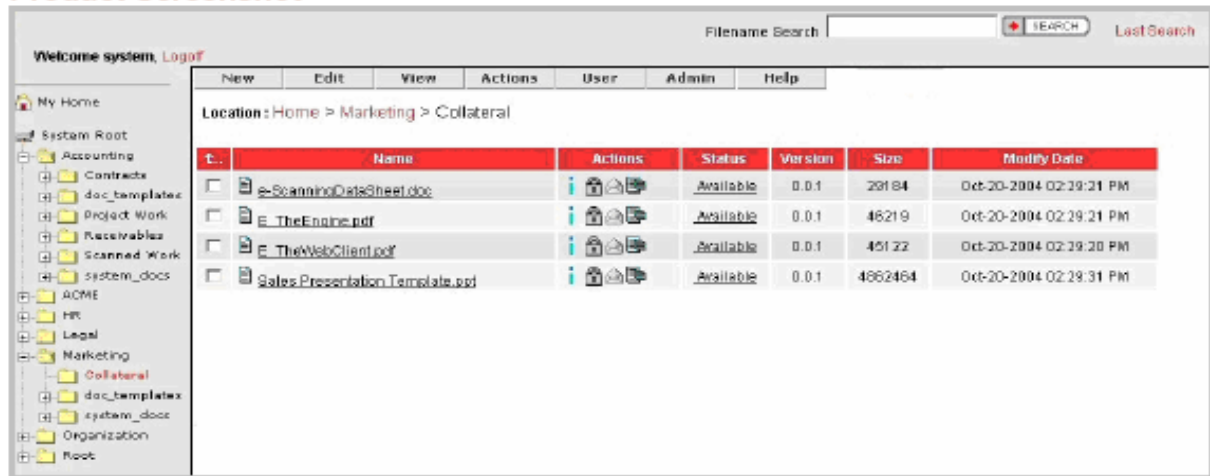 Filename Search SEARCH Last Search
Welcome system, Logoff
New Edit View Actions User Admin Help
My Home
Location : Home > Marketing > Collateral
System Root
Accounting
Contracts
doc_templates
Project Work
Receivables
Scanned Work
system_docs
ACME
HR
Legal
Marketing
Collateral
doc_templates
system_docs
Organization
Root
t.. Name Actions Status Version Size Modify Date
e-ScanningDataSheet.doc Available 0.0.1 29184 Oct-20-2004 02:29:21 PM
E_TheEngine.pdf Available 0.0.1 46219 Oct-20-2004 02:29:21 PM
E_TheWebClient.pdf Available 0.0.1 45122 Oct-20-2004 02:29:20 PM
Sales Presentation Template.pot Available 0.0.1 4862464 Oct-20-2004 02:29:31 PM